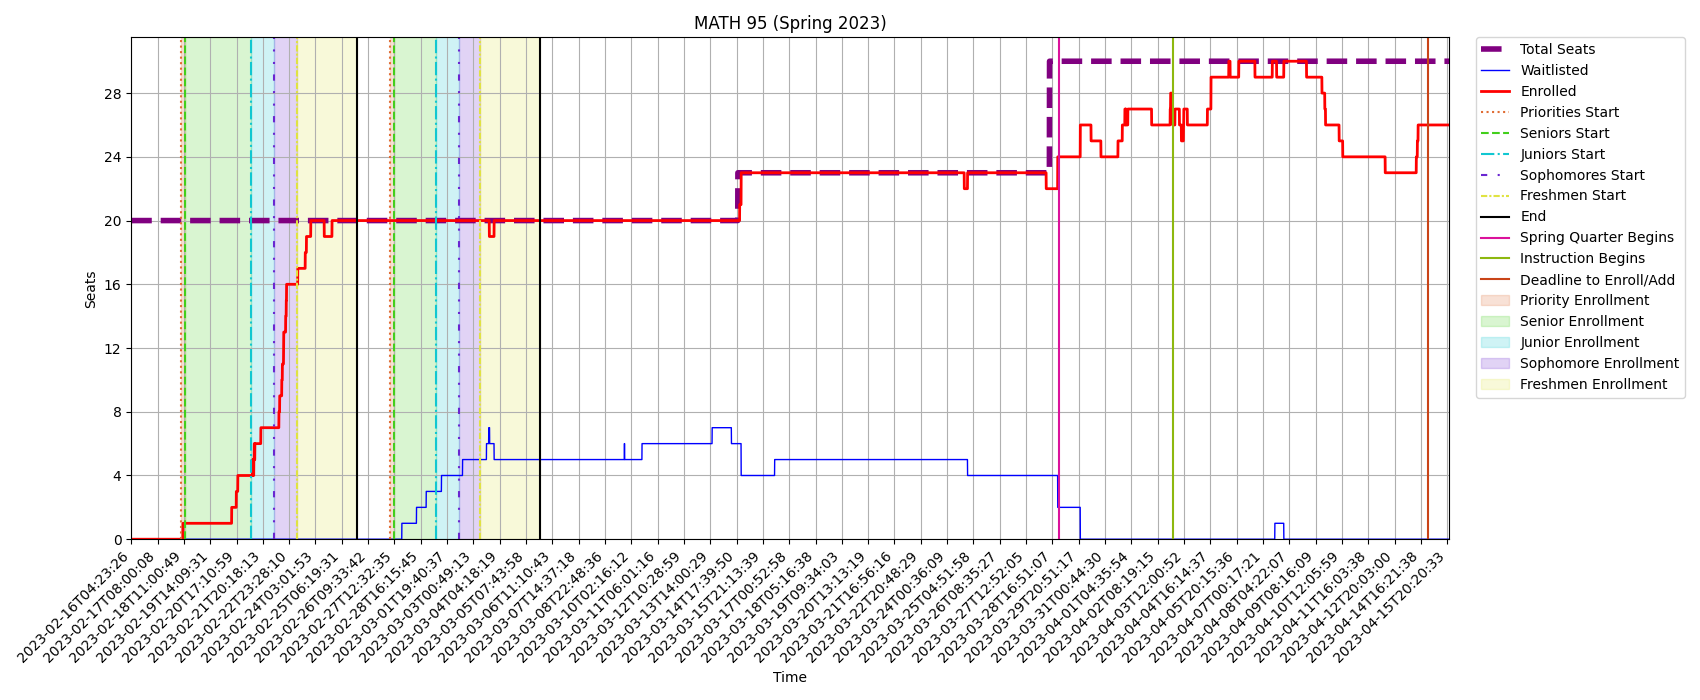 MATH 95 (Spring 2023)
Seats
28
24
20
16
12
8
4
0
2023-02-16T04:23:26
2023-02-17T08:00:08
2023-02-18T11:00:49
2023-02-19T14:09:31
2023-02-20T17:10:59
2023-02-21T20:18:13
2023-02-22T23:28:10
2023-02-24T03:01:53
2023-02-25T06:19:31
2023-02-26T09:33:42
2023-02-27T12:32:35
2023-02-28T16:15:45
2023-03-01T19:40:37
2023-03-03T00:49:13
2023-03-04T04:18:19
2023-03-05T07:43:58
2023-03-06T11:10:43
2023-03-07T14:37:18
2023-03-08T22:48:36
2023-03-10T02:16:12
2023-03-11T06:01:16
2023-03-12T10:28:59
2023-03-13T14:00:29
2023-03-14T17:39:50
2023-03-15T21:13:39
2023-03-17T00:52:58
2023-03-18T05:16:38
2023-03-19T09:34:03
2023-03-20T13:13:19
2023-03-21T16:56:16
2023-03-22T20:48:29
2023-03-24T00:36:09
2023-03-25T04:51:58
2023-03-26T08:35:27
2023-03-27T12:52:05
2023-03-28T16:51:07
2023-03-29T20:51:17
2023-03-31T00:44:30
2023-04-01T04:35:54
2023-04-02T08:19:15
2023-04-03T12:00:52
2023-04-04T16:14:37
2023-04-05T20:15:36
2023-04-07T00:17:21
2023-04-08T04:22:07
2023-04-09T08:16:09
2023-04-10T12:05:59
2023-04-11T16:03:38
2023-04-12T20:03:00
2023-04-14T16:21:38
2023-04-15T20:20:33
Time
Total Seats
Waitlisted
Enrolled
Priorities Start
Seniors Start
Juniors Start
Sophomores Start
Freshmen Start
End
Spring Quarter Begins
Instruction Begins
Deadline to Enroll/Add
Priority Enrollment
Senior Enrollment
Junior Enrollment
Sophomore Enrollment
Freshmen Enrollment